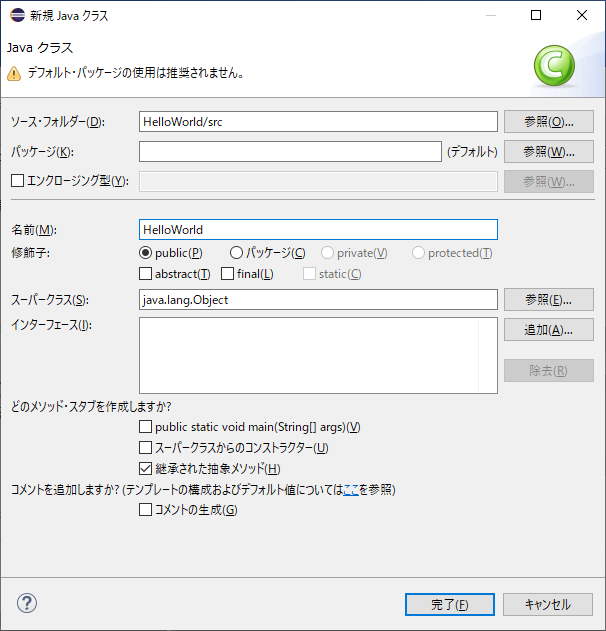 新規 Java クラス
Java クラス
デフォルト・パッケージの使用は推奨されません。
ソース・フォルダー(D): HelloWorld/src 参照(O)...
パッケージ(K): (デフォルト) 参照(W)...
エンクロージング型(Y): 参照(W)...
名前(M): HelloWorld
修飾子: public(P) パッケージ(C) private(V) protected(T)
abstract(T) final(L) static(C)
スーパークラス(S): java.lang.Object 参照(E)...
インターフェース(I): 追加(A)...
除去(R)
どのメソッド・スタブを作成しますか?
public static void main(String[] args)(V)
スーパークラスからのコンストラクター(U)
継承された抽象メソッド(H)
コメントを追加しますか? (テンプレートの構成およびデフォルト値についてはここを参照)
コメントの生成(G)
? 完了(F) キャンセル